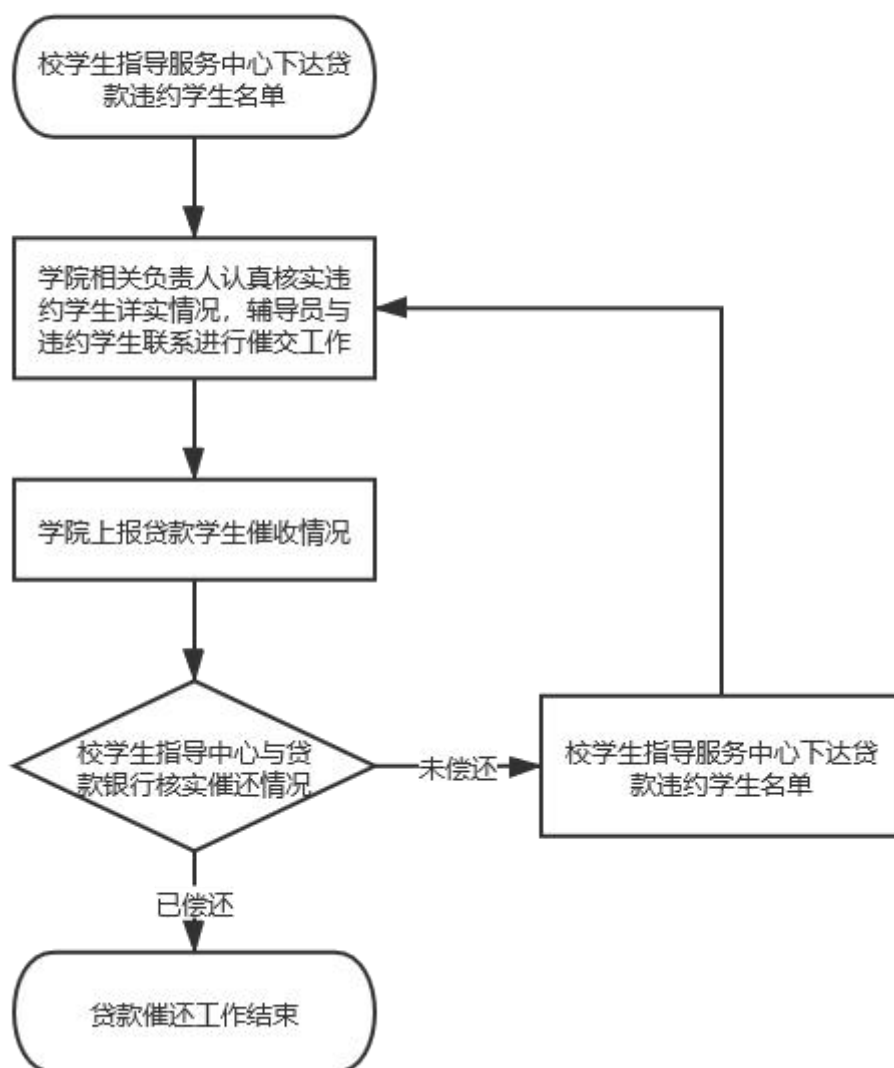 校学生指导服务中心下达贷
款违约学生名单
学院相关负责人认真核实违
约学生详实情况，辅导员与
违约学生联系进行催交工作
学院上报贷款学生催收情况
校学生指导中心与贷
款银行核实催还情况
未偿还
校学生指导服务中心下达贷
款违约学生名单
已偿还
贷款催还工作结束